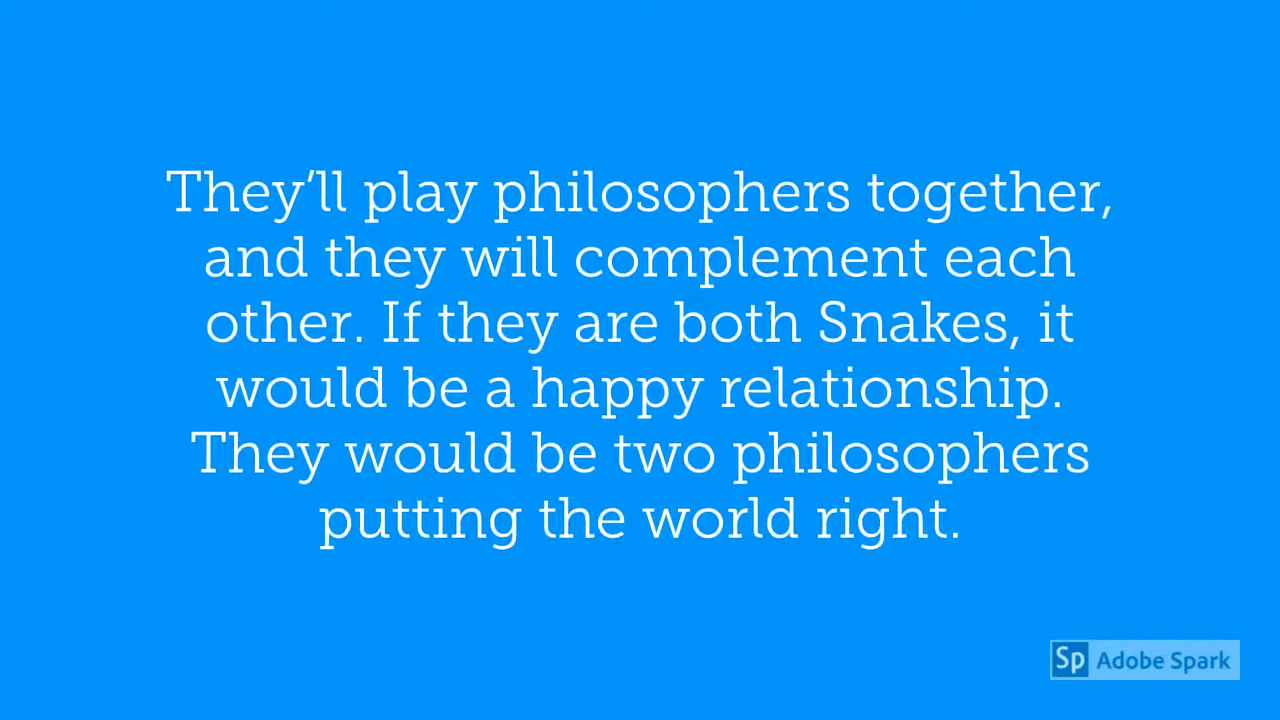 They’ll play philosophers together,
and they will complement each
other. If they are both Snakes, it
would be a happy relationship.
They would be two philosophers
putting the world right.
Sp Adobe Spark